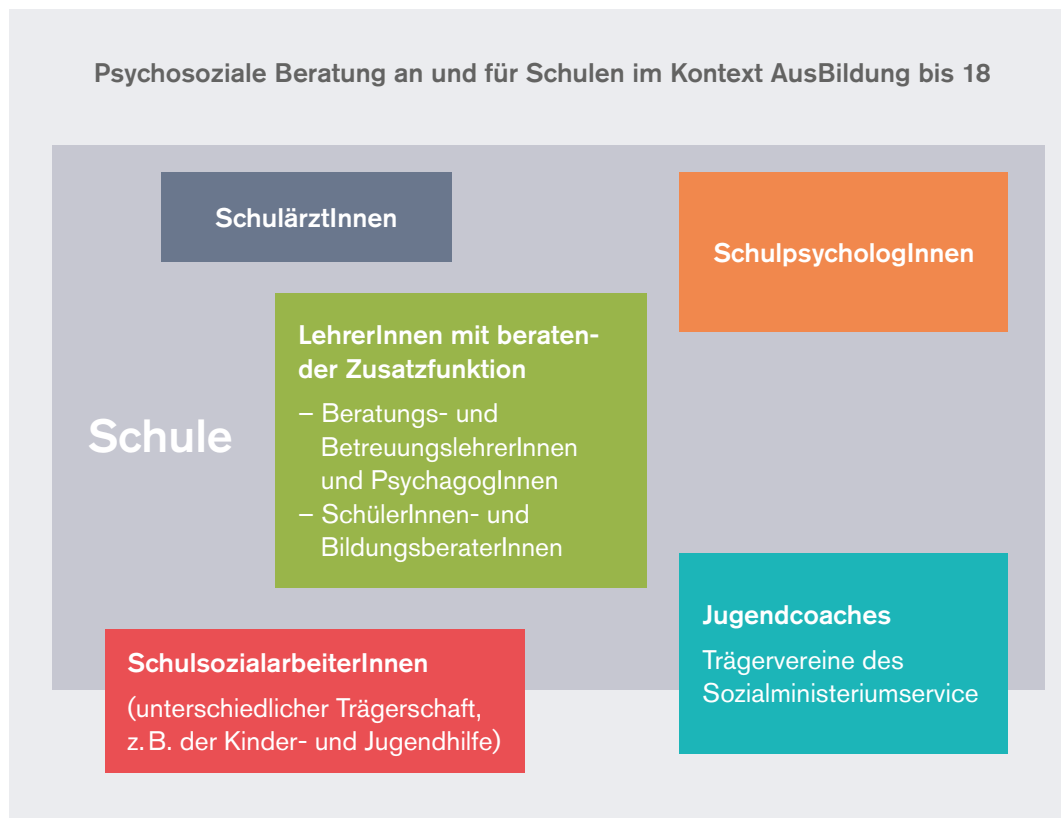 Psychosoziale Beratung an und für Schulen im Kontext AusBildung bis 18
SchulärztInnen
SchulpsychologInnen
LehrerInnen mit beraten-
der Zusatzfunktion
– Beratungs- und
BetreuungslehrerInnen
und PsychagogInnen
– SchülerInnen- und
BildungsberaterInnen
Schule
Jugendcoaches
Trägervereine des
Sozialministeriumservice
SchulsozialarbeiterInnen
(unterschiedlicher Trägerschaft,
z. B. der Kinder- und Jugendhilfe)